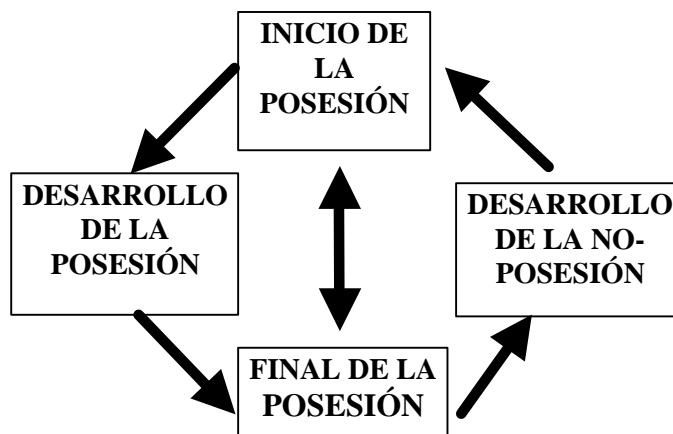 INICIO DE
LA
POSESIÓN
DESARROLLO
DE LA
POSESIÓN
DESARROLLO
DE LA NO-
POSESIÓN
FINAL DE LA
POSESIÓN